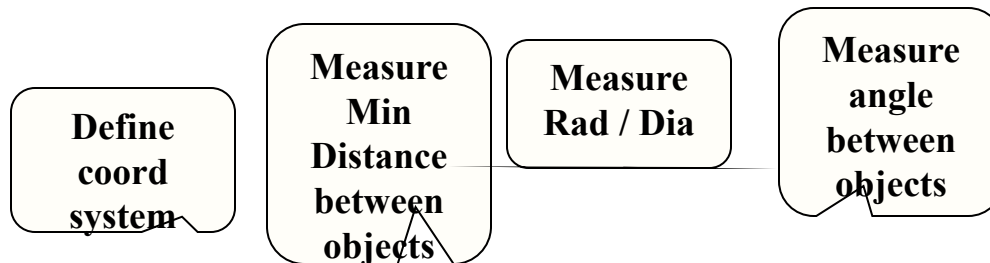 Define
coord
system
Measure
Min
Distance
between
objects
Measure
Rad / Dia
Measure
angle
between
objects